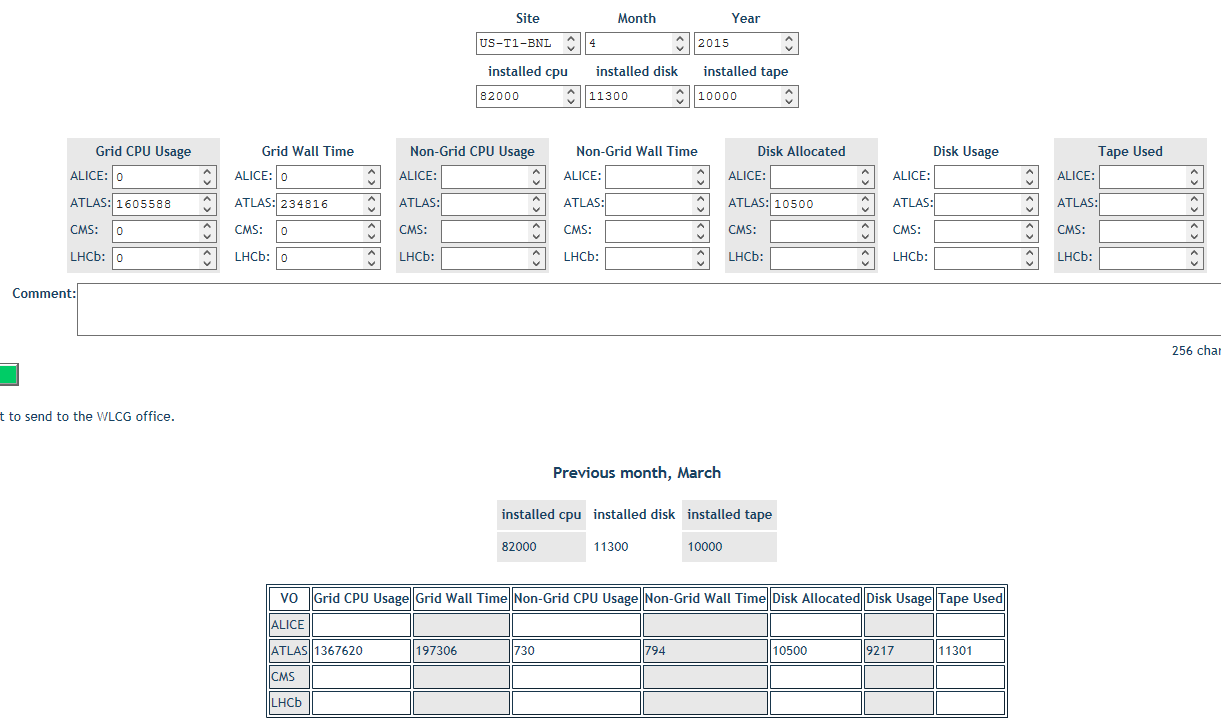 Site Month Year
US-T1-BNL 4 2015
installed cpu installed disk installed tape
82000 11300 10000
Grid CPU Usage Grid Wall Time Non-Grid CPU Usage Non-Grid Wall Time Disk Allocated Disk Usage Tape Used
ALICE: 0 ALICE: 0 ALICE: ALICE: ALICE: ALICE: ALICE:
ATLAS: 1605588 ATLAS: 234816 ATLAS: ATLAS: ATLAS: 10500 ATLAS: ATLAS:
CMS: 0 CMS: 0 CMS: CMS: CMS: CMS: CMS:
LHCb: 0 LHCb: 0 LHCb: LHCb: LHCb: LHCb: LHCb:
Comment:
256 char
t to send to the WLCG office.
Previous month, March
installed cpu installed disk installed tape
82000 11300 10000
VO Grid CPU Usage Grid Wall Time Non-Grid CPU Usage Non-Grid Wall Time Disk Allocated Disk Usage Tape Used
ALICE
ATLAS 1367620 197306 730 794 10500 9217 11301
CMS
LHCb